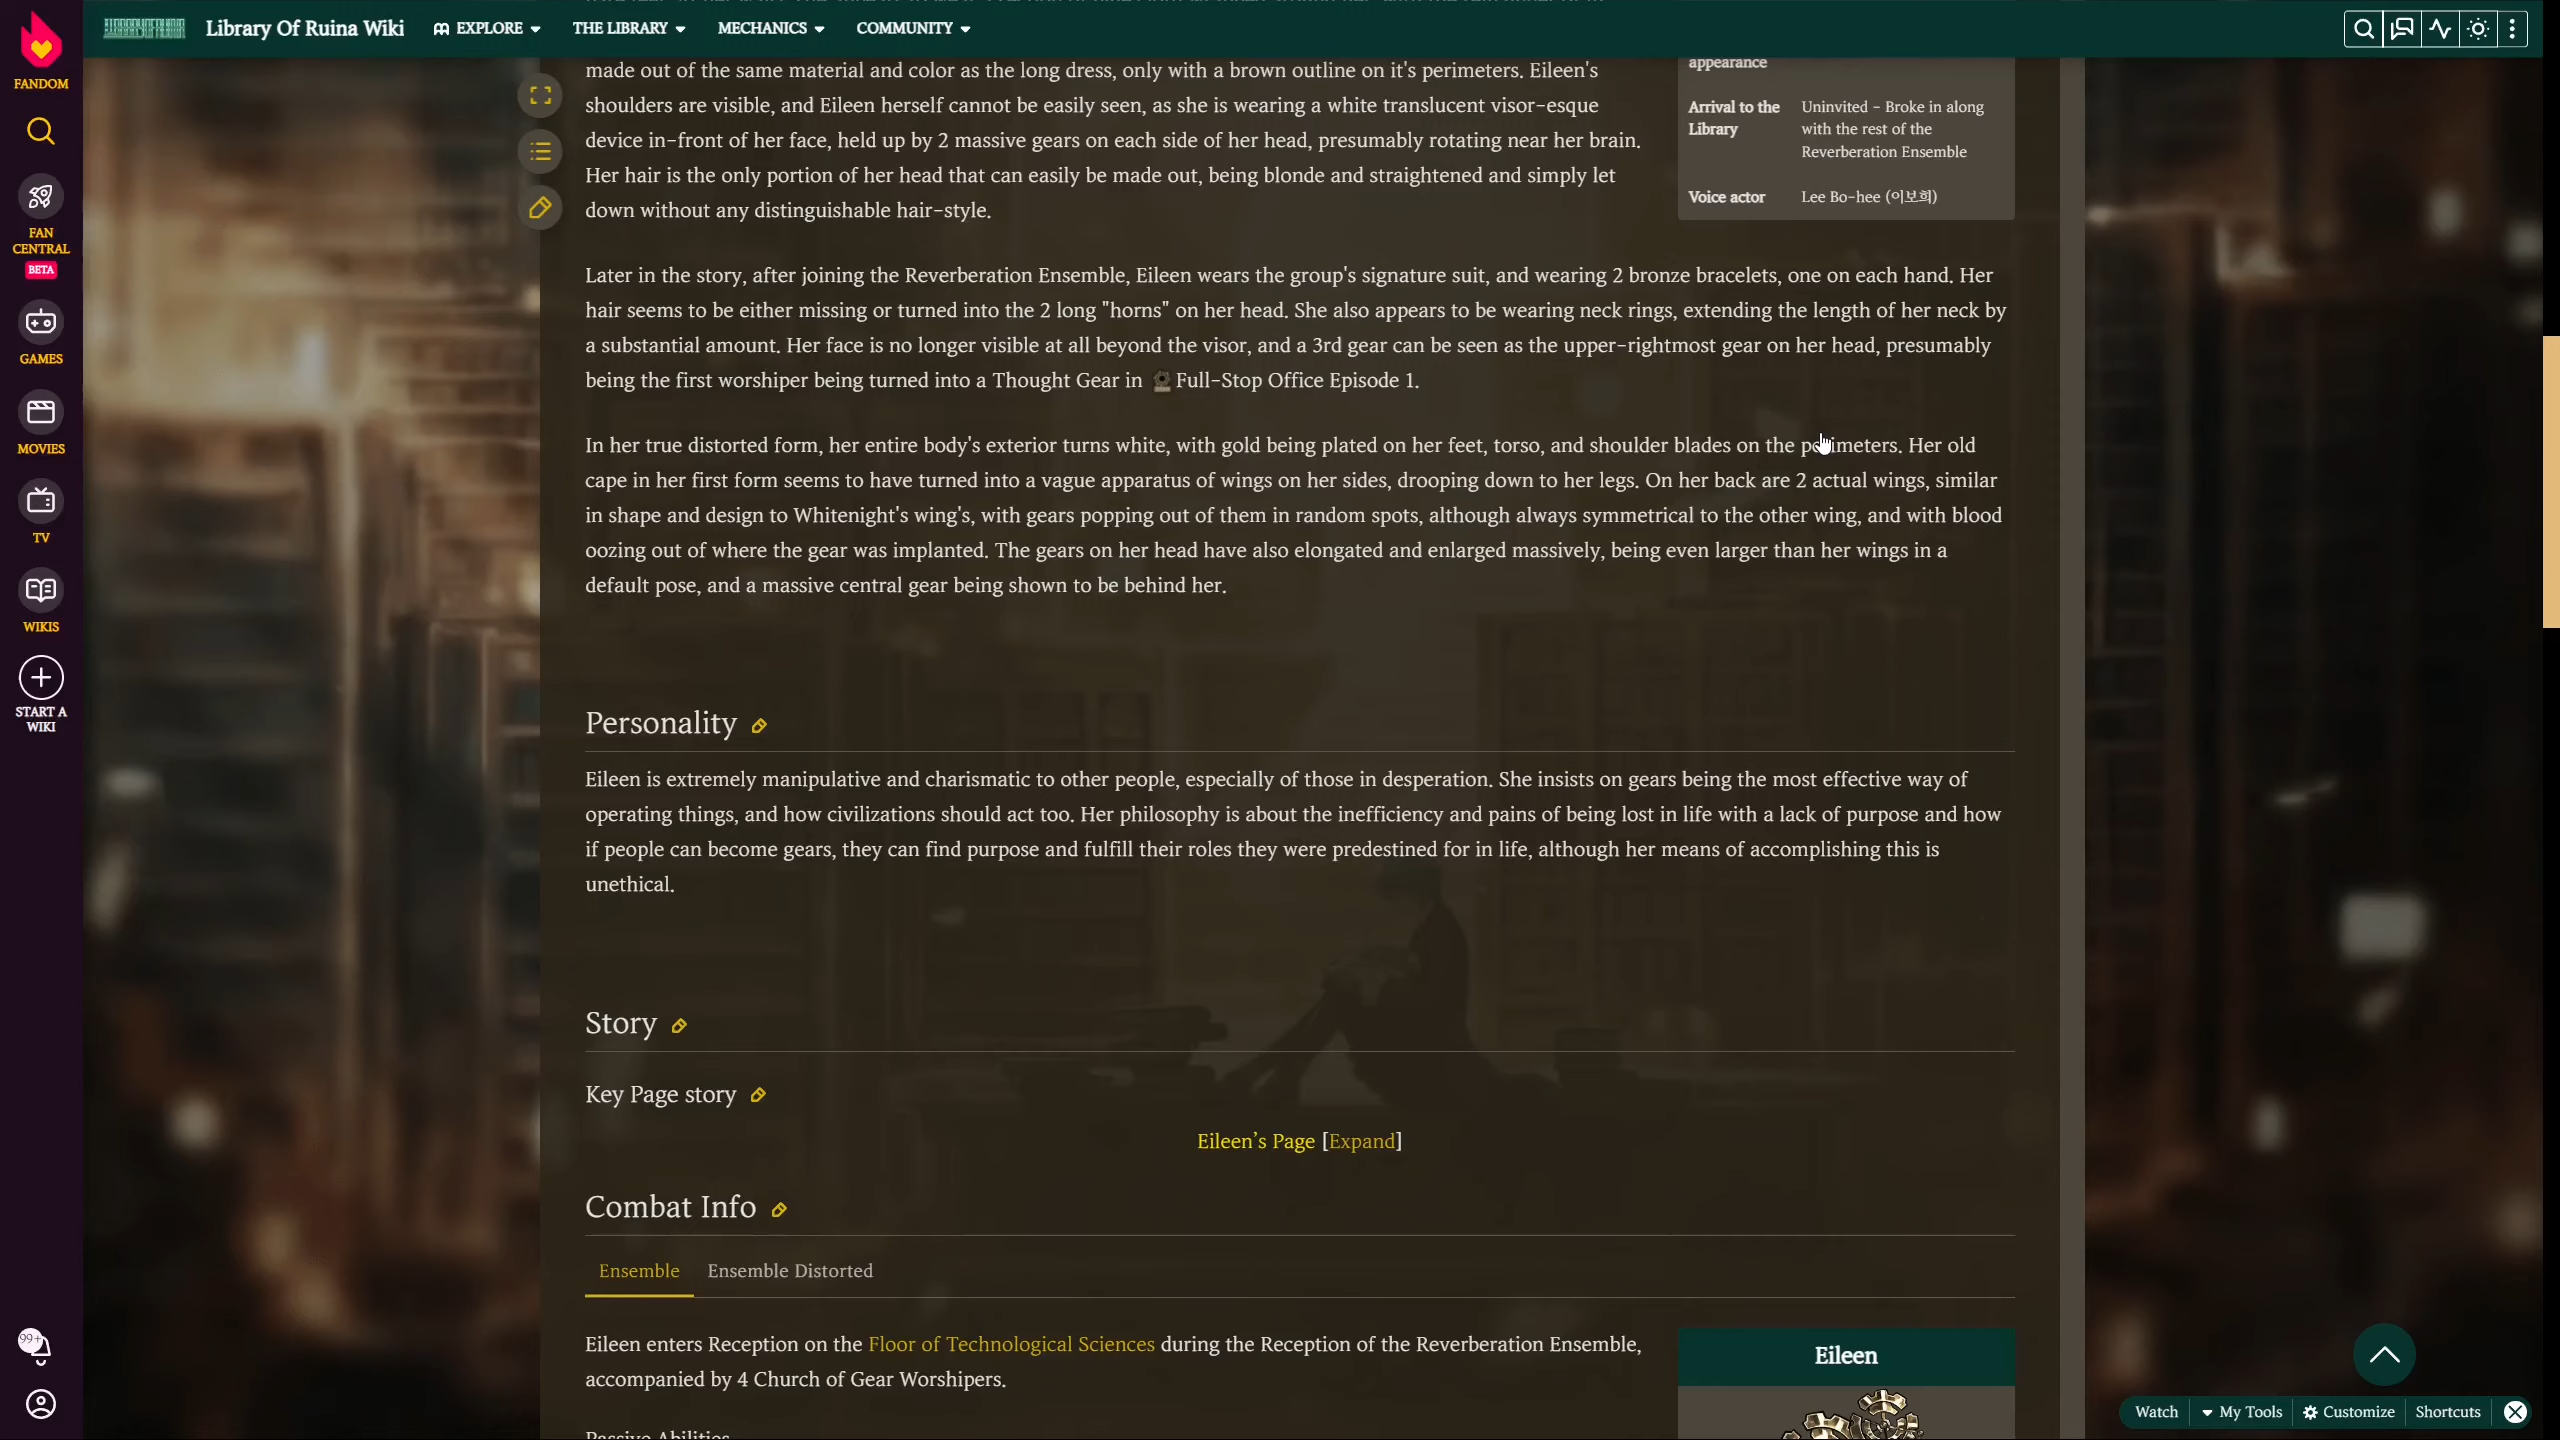 Library Of Ruina Wiki
EXPLORE
THE LIBRARY
MECHANICS
COMMUNITY
FANDOM
FAN
CENTRAL
BETA
GAMES
MOVIES
TV
WIKIS
START A
WIKI
99+
made out of the same material and color as the long dress, only with a brown outline on it's perimeters. Eileen's
shoulders are visible, and Eileen herself cannot be easily seen, as she is wearing a white translucent visor-esque
device in-front of her face, held up by 2 massive gears on each side of her head, presumably rotating near her brain.
Her hair is the only portion of her head that can easily be made out, being blonde and straightened and simply let
down without any distinguishable hair-style.
appearance
Arrival to the
Library
Uninvited - Broke in along
with the rest of the
Reverberation Ensemble
Voice actor
Lee Bo-hee (이보희)
Later in the story, after joining the Reverberation Ensemble, Eileen wears the group's signature suit, and wearing 2 bronze bracelets, one on each hand. Her
hair seems to be either missing or turned into the 2 long "horns" on her head. She also appears to be wearing neck rings, extending the length of her neck by
a substantial amount. Her face is no longer visible at all beyond the visor, and a 3rd gear can be seen as the upper-rightmost gear on her head, presumably
being the first worshiper being turned into a Thought Gear in Full-Stop Office Episode 1.
In her true distorted form, her entire body's exterior turns white, with gold being plated on her feet, torso, and shoulder blades on the perimeters. Her old
cape in her first form seems to have turned into a vague apparatus of wings on her sides, drooping down to her legs. On her back are 2 actual wings, similar
in shape and design to Whitenight's wing's, with gears popping out of them in random spots, although always symmetrical to the other wing, and with blood
oozing out of where the gear was implanted. The gears on her head have also elongated and enlarged massively, being even larger than her wings in a
default pose, and a massive central gear being shown to be behind her.
Personality
Eileen is extremely manipulative and charismatic to other people, especially of those in desperation. She insists on gears being the most effective way of
operating things, and how civilizations should act too. Her philosophy is about the inefficiency and pains of being lost in life with a lack of purpose and how
if people can become gears, they can find purpose and fulfill their roles they were predestined for in life, although her means of accomplishing this is
unethical.
Story
Key Page story
Eileen's Page [Expand]
Combat Info
Ensemble
Ensemble Distorted
Eileen enters Reception on the Floor of Technological Sciences during the Reception of the Reverberation Ensemble,
accompanied by 4 Church of Gear Worshipers.
Eileen
Passive Abilities
Watch
My Tools
Customize
Shortcuts